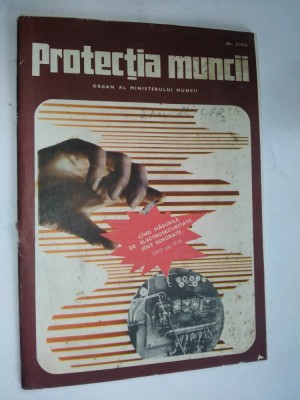 Protecția muncii
ORGAN AL MINISTERULUI MUNCII
CÎND MĂSURILE
DE ELECTROSECURITATE
SÎNT IGNORATE...